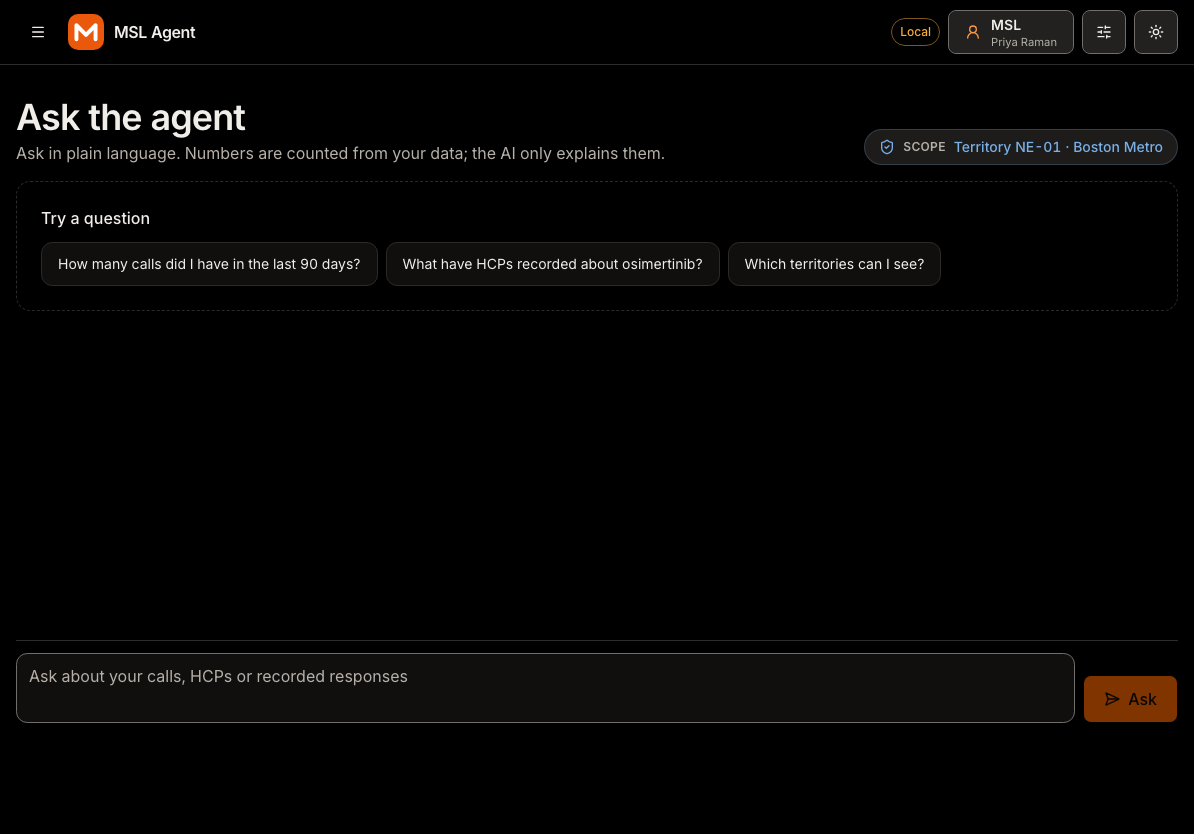 MSL Agent
Local
MSL
Priya Raman
Ask the agent
Ask in plain language. Numbers are counted from your data; the AI only explains them.
SCOPE Territory NE-01 · Boston Metro
Try a question
How many calls did I have in the last 90 days?
What have HCPs recorded about osimertinib?
Which territories can I see?
Ask about your calls, HCPs or recorded responses
Ask